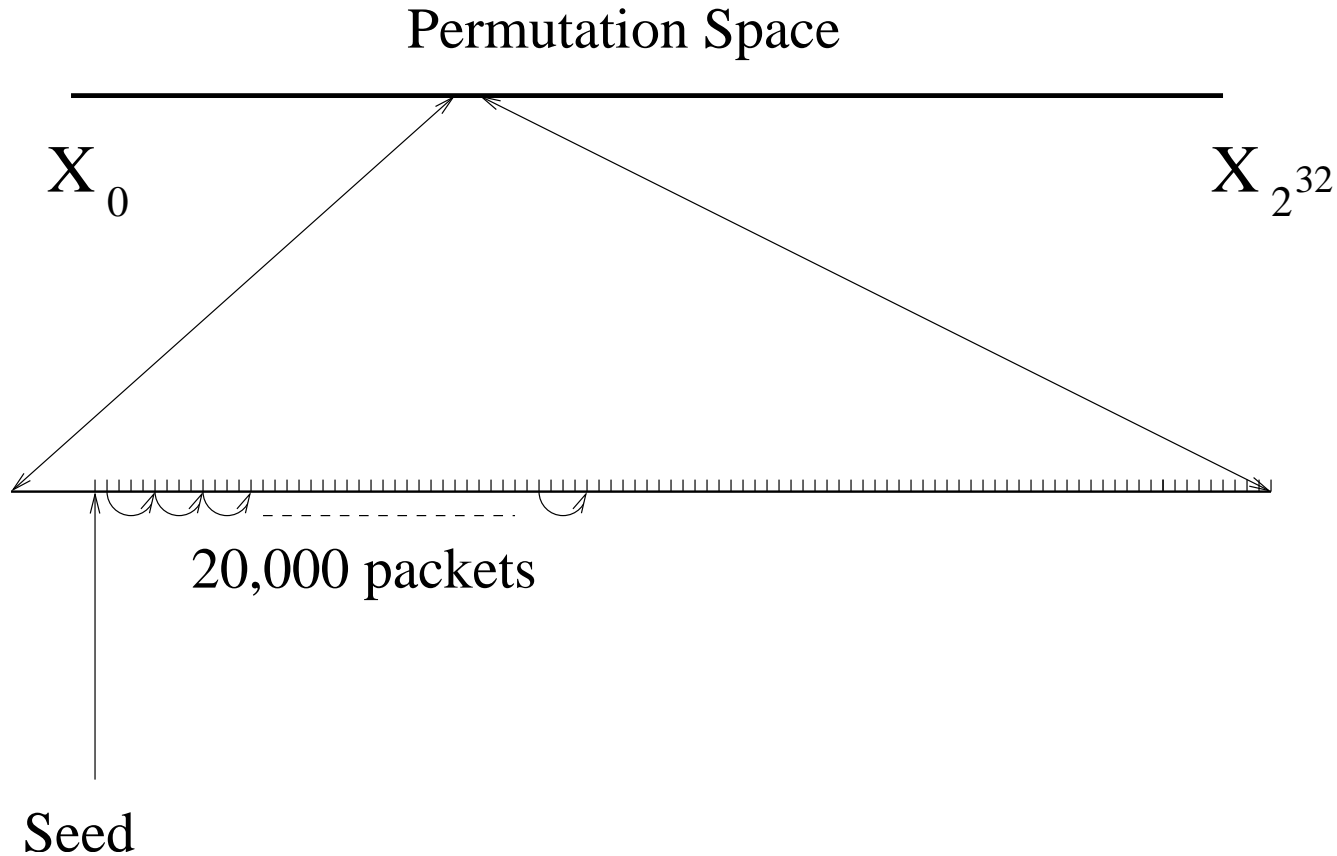 Permutation Space
X 0
X 2^32
20,000 packets
Seed